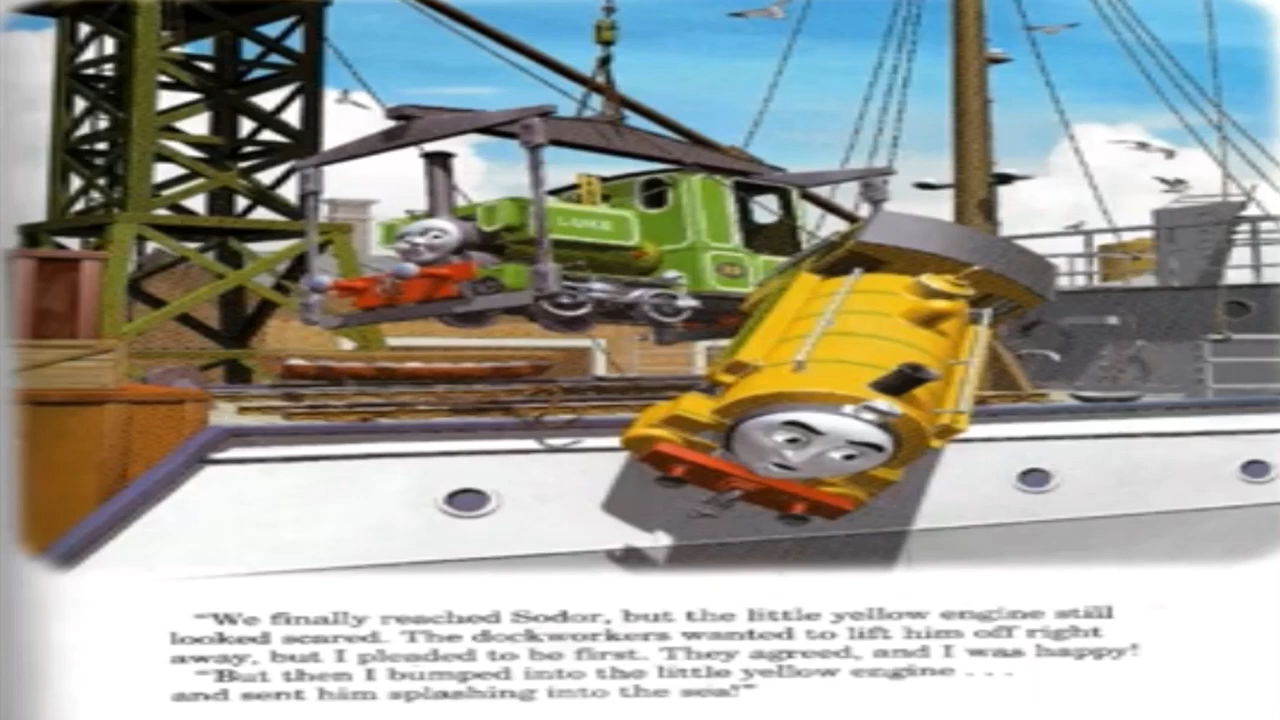 LUKE
"We finally reached Sodor, but the little yellow engine still
looked scared. The dockworkers wanted to lift him off right
away, but I pleaded to be first. They agreed, and I was happy!
"But then I bumped into the little yellow engine . . .
and sent him splashing into the sea!"